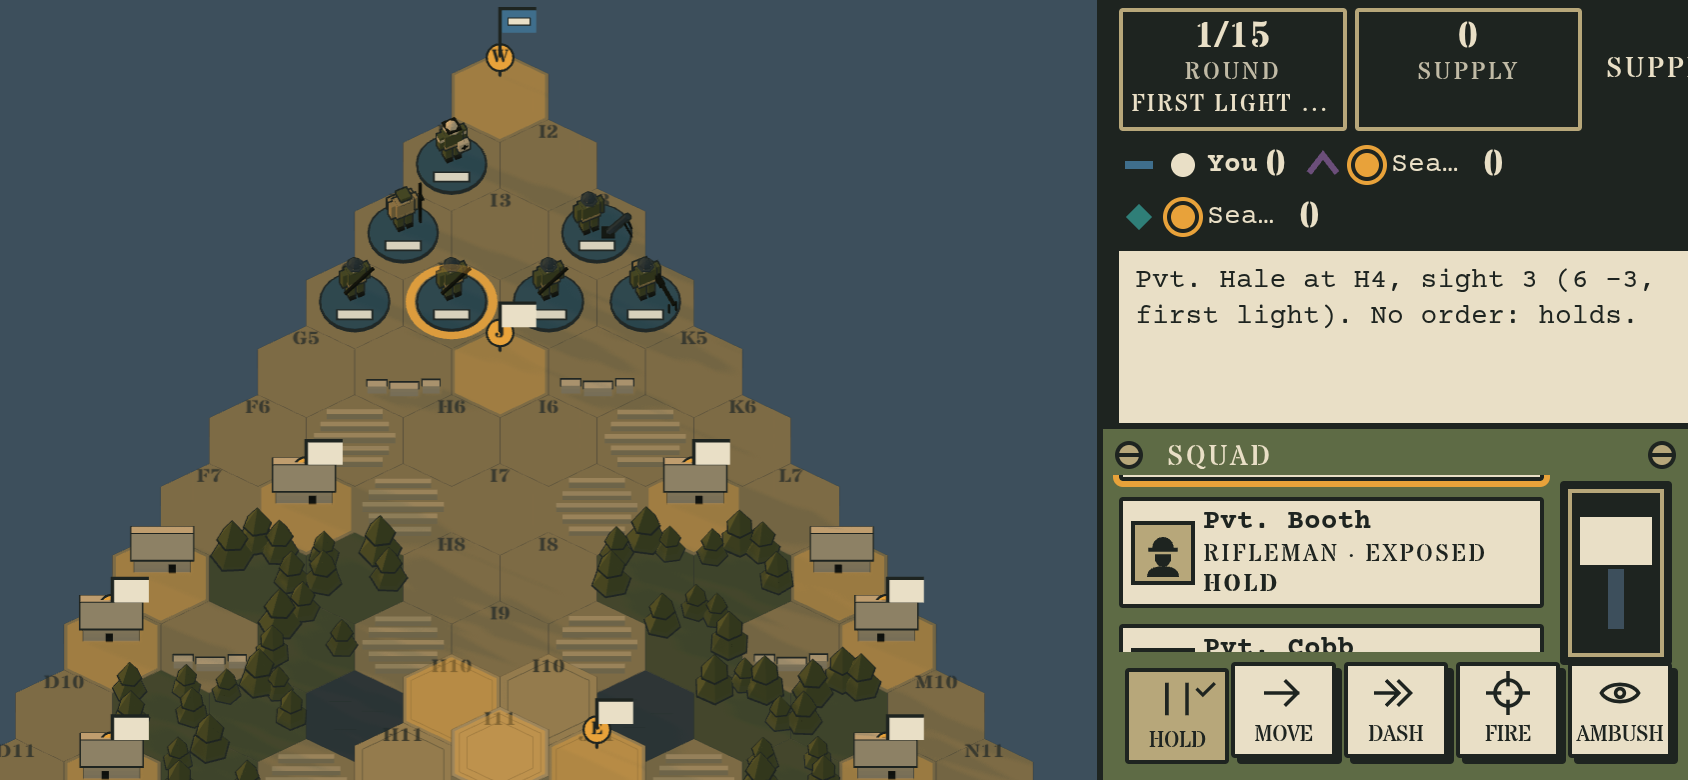 W
I2
I3
J
G5
K5
F6
H6
I6
K6
F7
I7
L7
H8
I8
I9
H10
I10
D10
M10
E
H11
I11
D11
N11
1/15
ROUND
FIRST LIGHT ...
0
SUPPLY
SUPP
You 0
Sea… 0
Sea… 0
Pvt. Hale at H4, sight 3 (6 -3,
first light). No order: holds.
SQUAD
Pvt. Booth
RIFLEMAN · EXPOSED
HOLD
Pvt. Cobb
HOLD
MOVE
DASH
FIRE
AMBUSH